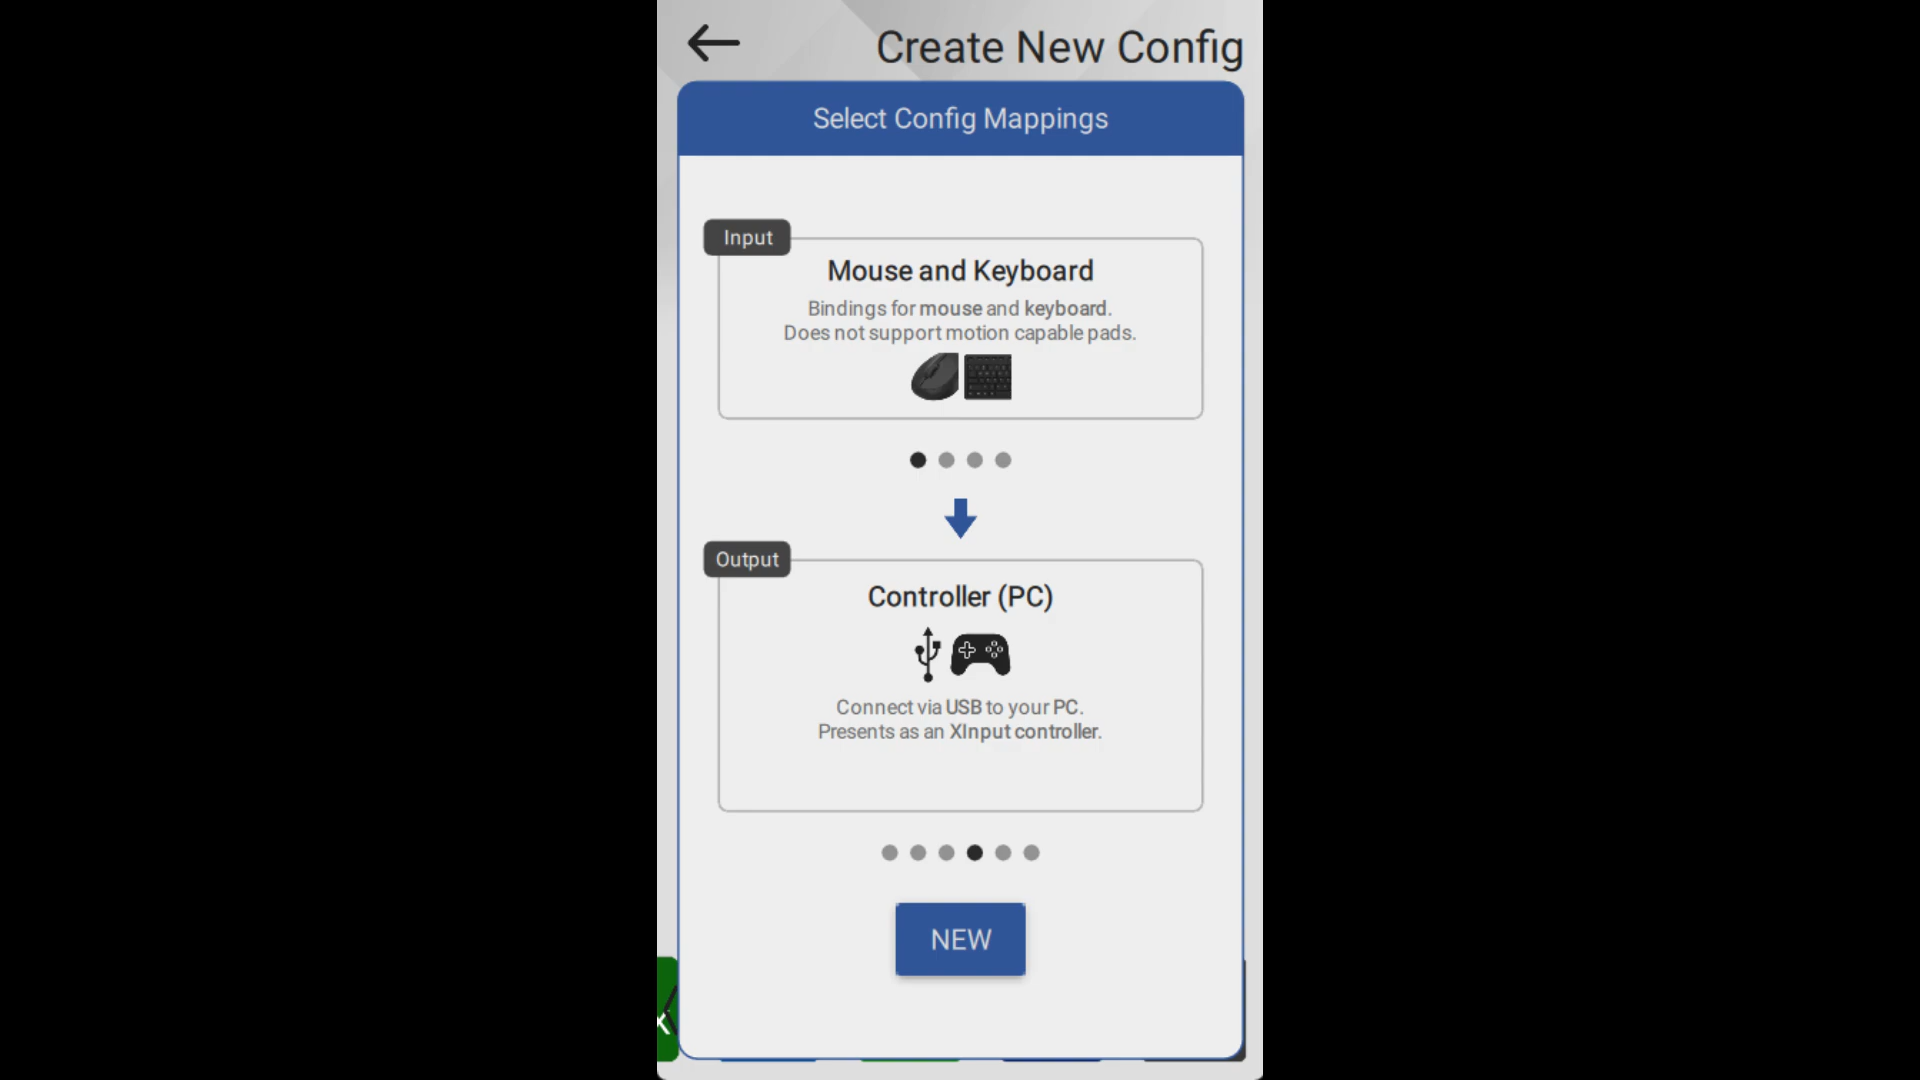 Create New Config
Select Config Mappings
Input
Mouse and Keyboard
Bindings for mouse and keyboard.
Does not support motion capable pads.
Output
Controller (PC)
Connect via USB to your PC.
Presents as an XInput controller.
NEW
X